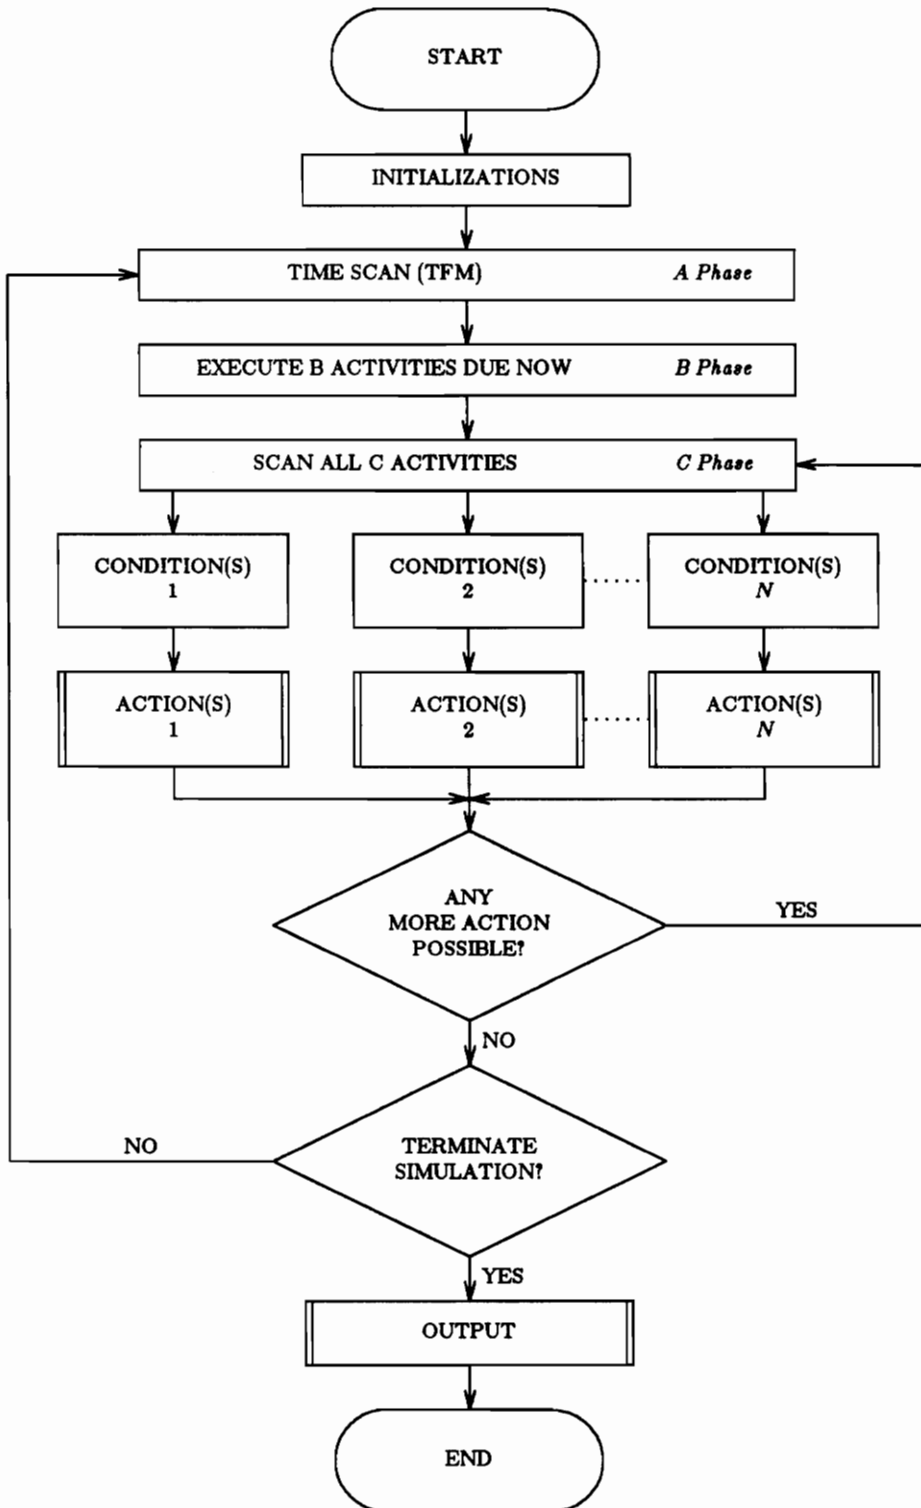 START
INITIALIZATIONS
TIME SCAN (TFM) A Phase
EXECUTE B ACTIVITIES DUE NOW B Phase
SCAN ALL C ACTIVITIES C Phase
CONDITION(S)
1
CONDITION(S)
2
CONDITION(S)
N
ACTION(S)
1
ACTION(S)
2
ACTION(S)
N
ANY
MORE ACTION
POSSIBLE?
YES
NO
TERMINATE
SIMULATION?
NO
YES
OUTPUT
END